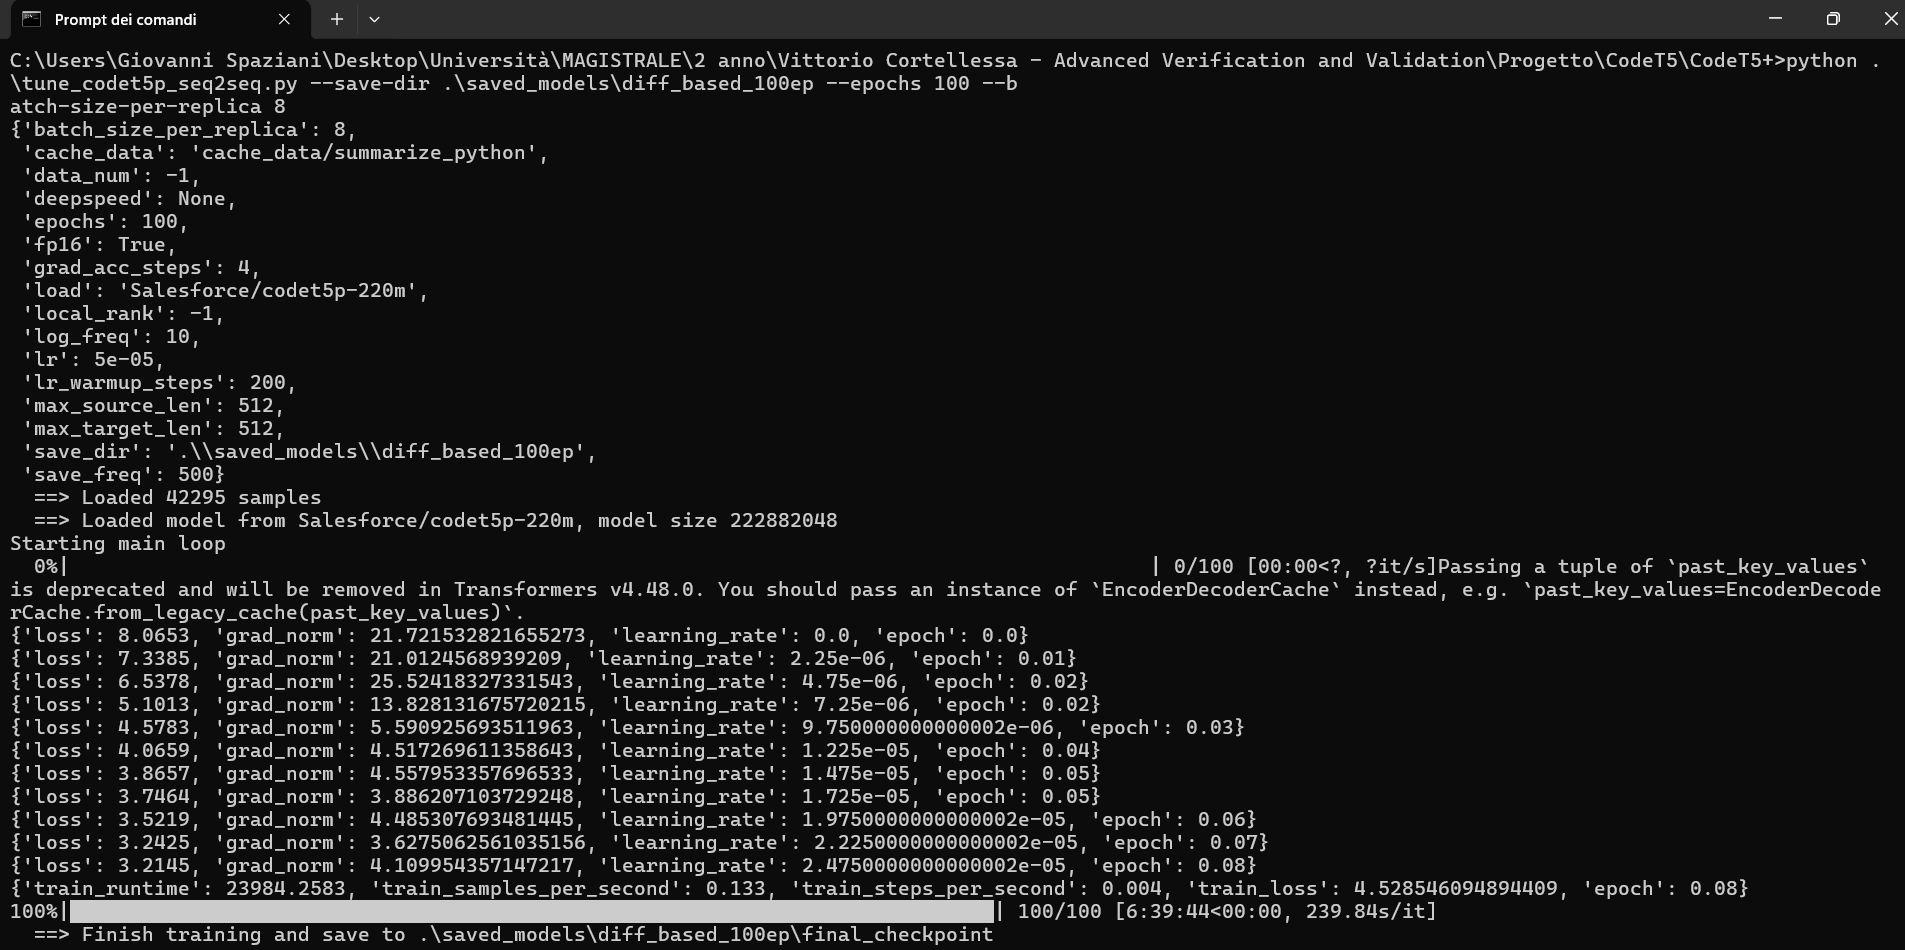 Prompt dei comandi
C:\Users\Giovanni Spaziani\Desktop\Università\MAGISTRALE\2 anno\Vittorio Cortellessa - Advanced Verification and Validation\Progetto\CodeT5\CodeT5+>python .
\tune_codet5p_seq2seq.py --save-dir .\saved_models\diff_based_100ep --epochs 100 --b
atch-size-per-replica 8
{'batch_size_per_replica': 8,
 'cache_data': 'cache_data/summarize_python',
 'data_num': -1,
 'deepspeed': None,
 'epochs': 100,
 'fp16': True,
 'grad_acc_steps': 4,
 'load': 'Salesforce/codet5p-220m',
 'local_rank': -1,
 'log_freq': 10,
 'lr': 5e-05,
 'lr_warmup_steps': 200,
 'max_source_len': 512,
 'max_target_len': 512,
 'save_dir': '.\\saved_models\\diff_based_100ep',
 'save_freq': 500}
  ==> Loaded 42295 samples
  ==> Loaded model from Salesforce/codet5p-220m, model size 222882048
Starting main loop
  0%| | 0/100 [00:00<?, ?it/s]Passing a tuple of `past_key_values`
is deprecated and will be removed in Transformers v4.48.0. You should pass an instance of `EncoderDecoderCache` instead, e.g. `past_key_values=EncoderDecode
rCache.from_legacy_cache(past_key_values)`.
{'loss': 8.0653, 'grad_norm': 21.721532821655273, 'learning_rate': 0.0, 'epoch': 0.0}
{'loss': 7.3385, 'grad_norm': 21.0124568939209, 'learning_rate': 2.25e-06, 'epoch': 0.01}
{'loss': 6.5378, 'grad_norm': 25.52418327331543, 'learning_rate': 4.75e-06, 'epoch': 0.02}
{'loss': 5.1013, 'grad_norm': 13.828131675720215, 'learning_rate': 7.25e-06, 'epoch': 0.02}
{'loss': 4.5783, 'grad_norm': 5.590925693511963, 'learning_rate': 9.750000000000002e-06, 'epoch': 0.03}
{'loss': 4.0659, 'grad_norm': 4.517269611358643, 'learning_rate': 1.225e-05, 'epoch': 0.04}
{'loss': 3.8657, 'grad_norm': 4.557953357696533, 'learning_rate': 1.475e-05, 'epoch': 0.05}
{'loss': 3.7464, 'grad_norm': 3.886207103729248, 'learning_rate': 1.725e-05, 'epoch': 0.05}
{'loss': 3.5219, 'grad_norm': 4.485307693481445, 'learning_rate': 1.9750000000000002e-05, 'epoch': 0.06}
{'loss': 3.2425, 'grad_norm': 3.6275062561035156, 'learning_rate': 2.2250000000000002e-05, 'epoch': 0.07}
{'loss': 3.2145, 'grad_norm': 4.109954357147217, 'learning_rate': 2.4750000000000002e-05, 'epoch': 0.08}
{'train_runtime': 23984.2583, 'train_samples_per_second': 0.133, 'train_steps_per_second': 0.004, 'train_loss': 4.528546094894409, 'epoch': 0.08}
100%| | 100/100 [6:39:44<00:00, 239.84s/it]
  ==> Finish training and save to .\saved_models\diff_based_100ep\final_checkpoint